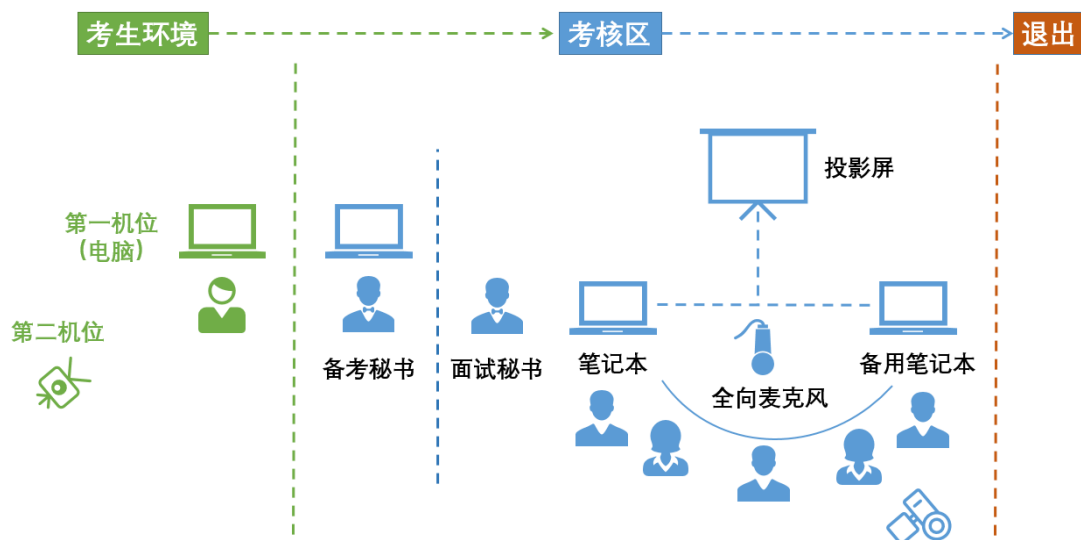 考生环境
考核区
退出
投影屏
第一机位
(电脑)
第二机位
备考秘书
面试秘书
笔记本
全向麦克风
备用笔记本